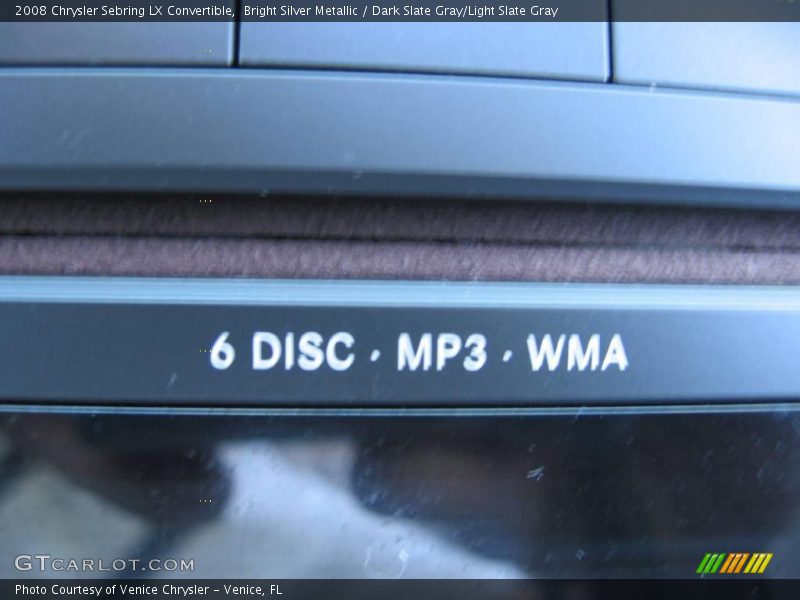 2008 Chrysler Sebring LX Convertible, Bright Silver Metallic / Dark Slate Gray/Light Slate Gray
6 DISC · MP3 · WMA
GTCARLOT.COM
Photo Courtesy of Venice Chrysler - Venice, FL